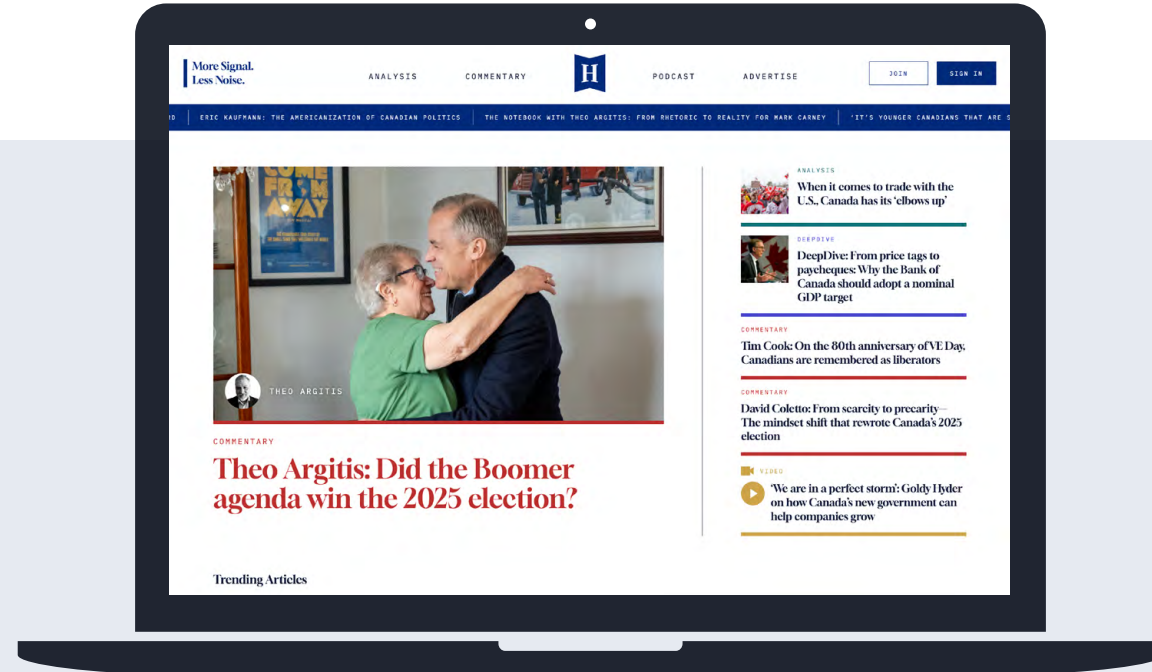 More Signal.
Less Noise.
ANALYSIS
COMMENTARY
H
PODCAST
ADVERTISE
JOIN
SIGN IN
RD
ERIC KAUFMANN: THE AMERICANIZATION OF CANADIAN POLITICS
THE NOTEBOOK WITH THEO ARGITIS: FROM RHETORIC TO REALITY FOR MARK CARNEY
'IT'S YOUNGER CANADIANS THAT ARE S
COME
FROM
AWAY
THEO ARGITIS
COMMENTARY
Theo Argitis: Did the Boomer
agenda win the 2025 election?
Trending Articles
ANALYSIS
When it comes to trade with the
U.S., Canada has its 'elbows up'
DEEPDIVE
DeepDive: From price tags to
paycheques: Why the Bank of
Canada should adopt a nominal
GDP target
COMMENTARY
Tim Cook: On the 80th anniversary of VE Day,
Canadians are remembered as liberators
COMMENTARY
David Coletto: From scarcity to precarity—
The mindset shift that rewrote Canada's 2025
election
VIDEO
'We are in a perfect storm': Goldy Hyder
on how Canada's new government can
help companies grow